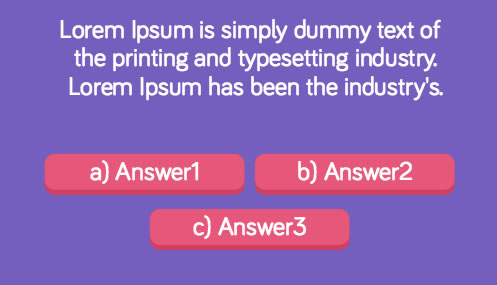 Lorem Ipsum is simply dummy text of
the printing and typesetting industry.
Lorem Ipsum has been the industry's.
a) Answer1
b) Answer2
c) Answer3